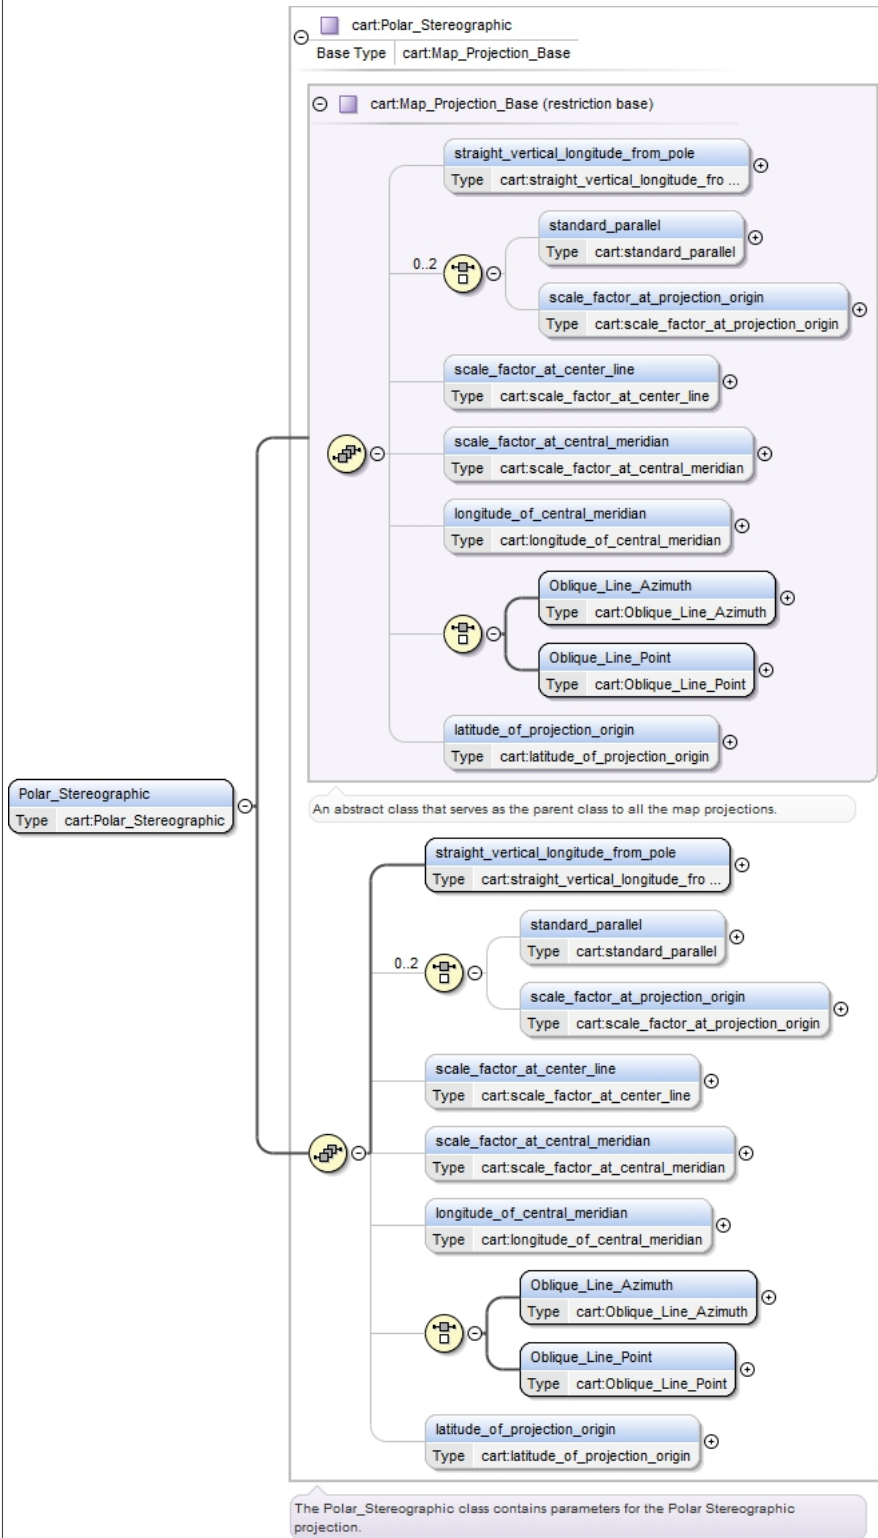 cart:Polar_Stereographic
Base Type cart:Map_Projection_Base
cart:Map_Projection_Base (restriction base)
straight_vertical_longitude_from_pole
Type cart:straight_vertical_longitude_fro ...
standard_parallel
Type cart:standard_parallel
0..2
scale_factor_at_projection_origin
Type cart:scale_factor_at_projection_origin
scale_factor_at_center_line
Type cart:scale_factor_at_center_line
scale_factor_at_central_meridian
Type cart:scale_factor_at_central_meridian
longitude_of_central_meridian
Type cart:longitude_of_central_meridian
Oblique_Line_Azimuth
Type cart:Oblique_Line_Azimuth
Oblique_Line_Point
Type cart:Oblique_Line_Point
latitude_of_projection_origin
Type cart:latitude_of_projection_origin
Polar_Stereographic
Type cart:Polar_Stereographic
An abstract class that serves as the parent class to all the map projections.
straight_vertical_longitude_from_pole
Type cart:straight_vertical_longitude_fro ...
standard_parallel
Type cart:standard_parallel
0..2
scale_factor_at_projection_origin
Type cart:scale_factor_at_projection_origin
scale_factor_at_center_line
Type cart:scale_factor_at_center_line
scale_factor_at_central_meridian
Type cart:scale_factor_at_central_meridian
longitude_of_central_meridian
Type cart:longitude_of_central_meridian
Oblique_Line_Azimuth
Type cart:Oblique_Line_Azimuth
Oblique_Line_Point
Type cart:Oblique_Line_Point
latitude_of_projection_origin
Type cart:latitude_of_projection_origin
The Polar_Stereographic class contains parameters for the Polar Stereographic
projection.